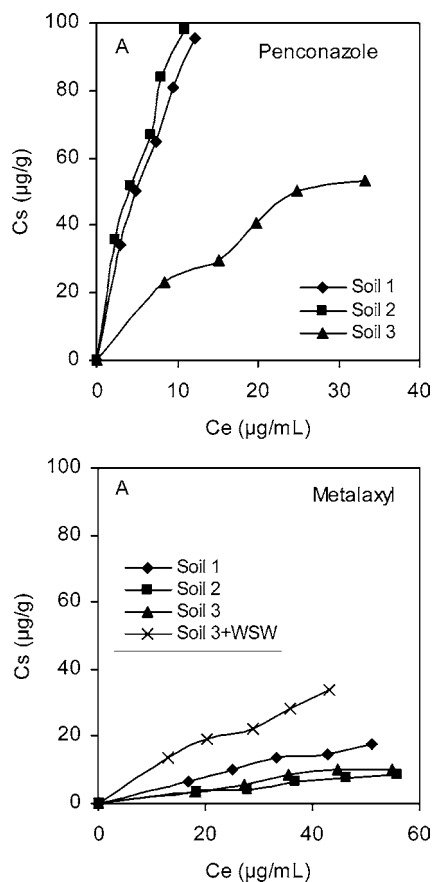 A
Penconazole
100
80
60
40
20
0
Cs (µg/g)
Soil 1
Soil 2
Soil 3
0 10 20 30 40
Ce (µg/mL)
A
Metalaxyl
100
80
60
40
20
0
Cs (µg/g)
Soil 1
Soil 2
Soil 3
Soil 3+WSW
0 20 40 60
Ce (µg/mL)